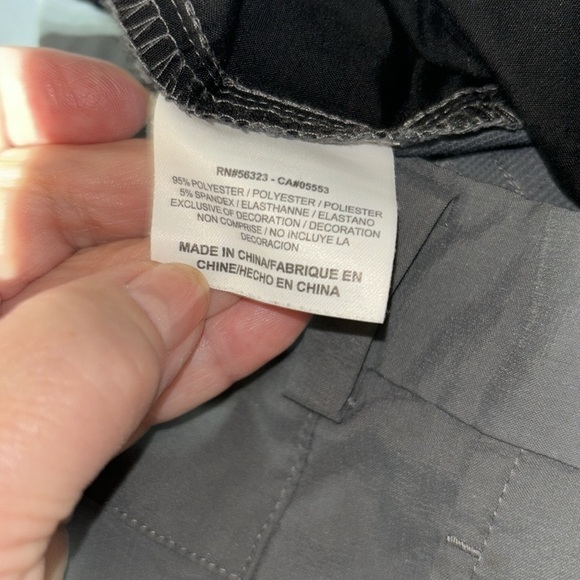 RN#56323 - CA#05553
95% POLYESTER / POLYESTER / POLIESTER
5% SPANDEX / ELASTHANNE / ELASTANO
EXCLUSIVE OF DECORATION / DECORATION
NON COMPRISE / NO INCLUYE LA
DECORACION
MADE IN CHINA/FABRIQUE EN
CHINE/HECHO EN CHINA